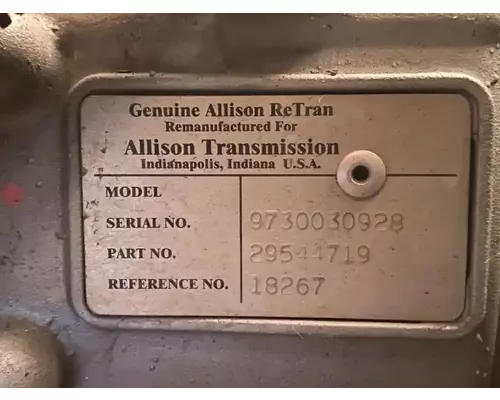 Genuine Allison ReTran
Remanufactured For
Allison Transmission
Indianapolis, Indiana U.S.A.
MODEL
SERIAL NO. 9730030928
PART NO. 29544719
REFERENCE NO. 18267